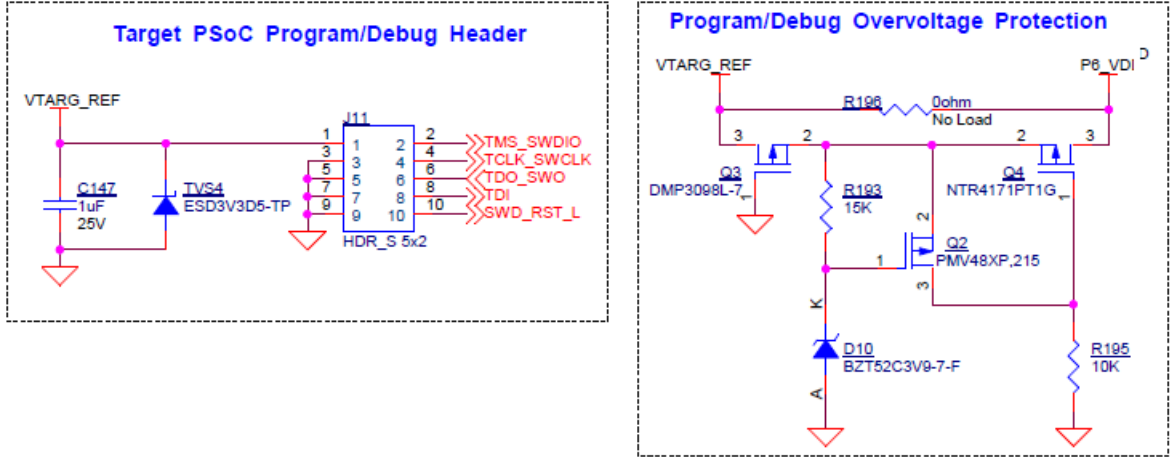 Target PSoC Program/Debug Header
VTARG_REF
J11
1
3
5
7
9
1
3
5
7
9
2
4
6
8
10
2
4
6
8
10
TMS_SWDIO
TCLK_SWCLK
TDO_SWO
TDI
SWD_RST_L
HDR_S 5x2
C147
1uF
25V
TVS4
ESD3V3D5-TP
Program/Debug Overvoltage Protection
VTARG_REF
P6_VDI
D
R196
0ohm
No Load
3
2
1
Q3
DMP3098L-7
2
3
1
Q4
NTR4171PT1G
R193
15K
1
2
3
Q2
PMV48XP,215
K
A
D10
BZT52C3V9-7-F
R195
10K